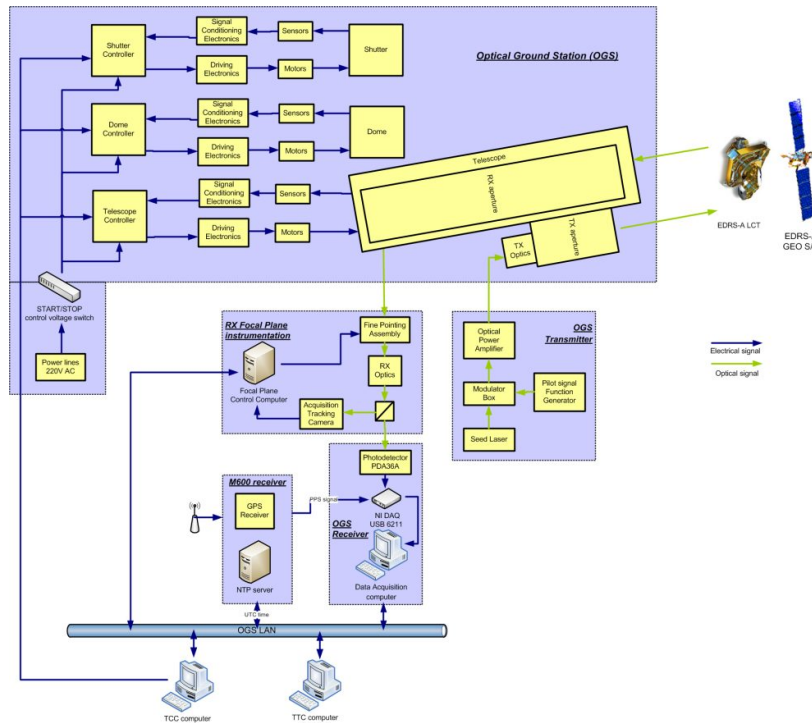 Optical Ground Station (OGS)
Shutter
Controller
Signal
Conditioning
Electronics
Sensors
Shutter
Driving
Electronics
Motors
Dome
Controller
Signal
Conditioning
Electronics
Sensors
Dome
Driving
Electronics
Motors
Telescope
Controller
Signal
Conditioning
Electronics
Sensors
Driving
Electronics
Motors
Telescope
RX aperture
TX aperture
TX
Optics
EDRS-A LCT
GEO S/
START/STOP
control voltage switch
Power lines
220V AC
RX Focal Plane
instrumentation
Fine Pointing
Assembly
Focal Plane
Control Computer
RX
Optics
Acquisition
Tracking
Camera
OGS
Transmitter
Optical
Power
Amplifier
Modulator
Box
Pilot signal
Function
Generator
Seed Laser
Electrical signal
Optical signal
M600 receiver
GPS
Receiver
NTP server
PPS signal
Photodetector
PDA36A
NI DAQ
USB 6211
OGS
Receiver
Data Acquisition
computer
UTC time
OGS LAN
TCC computer
TTC computer